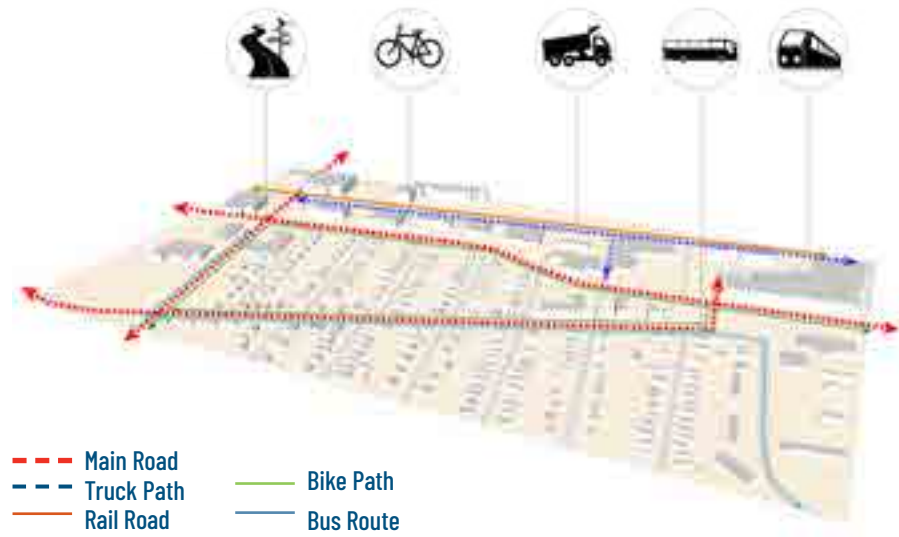 Main Road
Truck Path
Rail Road
Bike Path
Bus Route